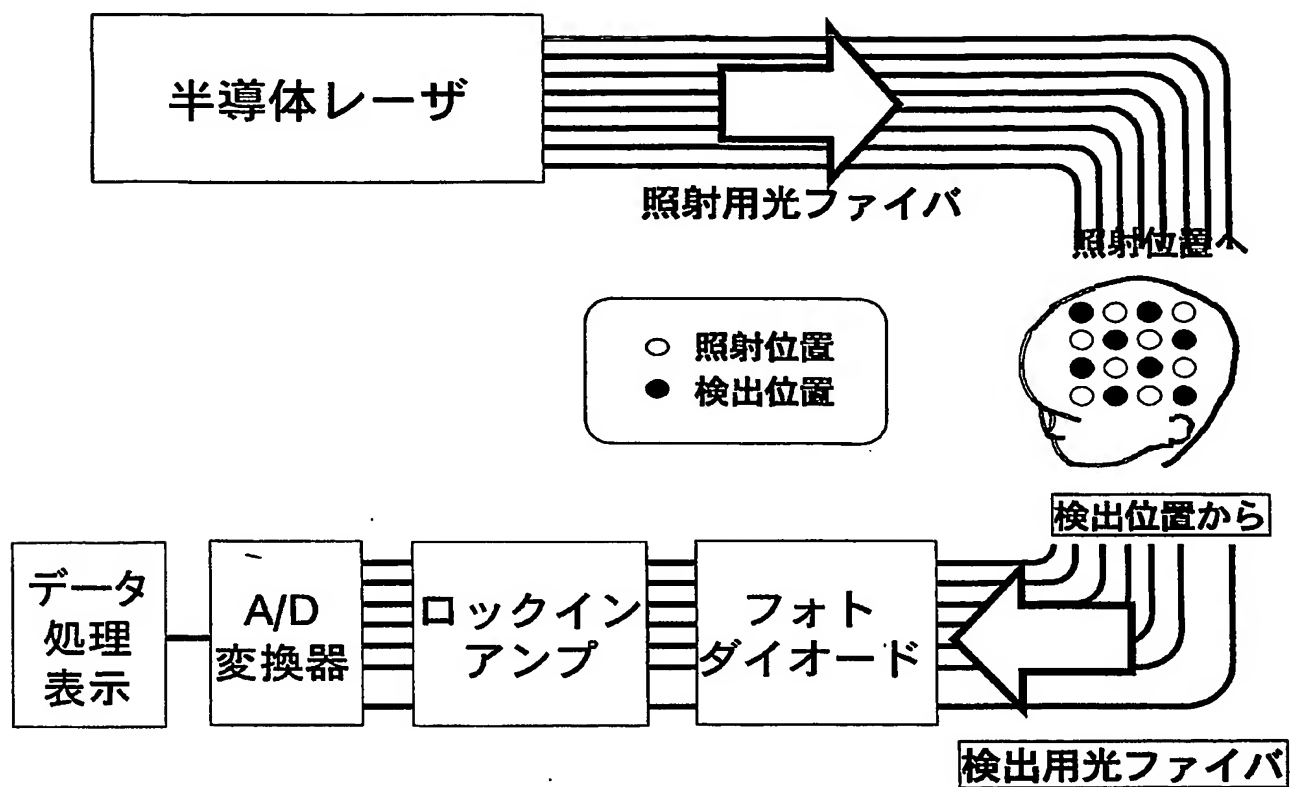 半導体レーザ
照射用光ファイバ
照射位置へ
○ 照射位置
● 検出位置
検出位置から
データ
処理
表示
A/D
変換器
ロックイン
アンプ
フォト
ダイオード
検出用光ファイバ